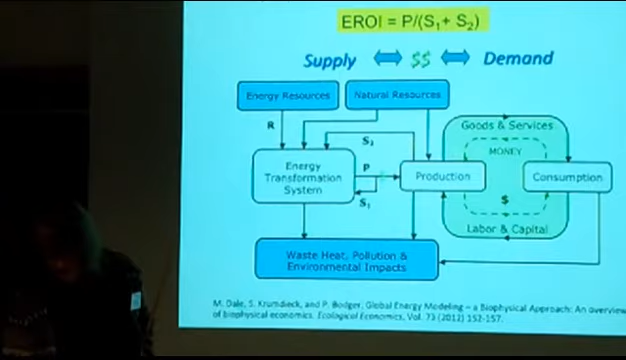 EROI = P/(S₁+ S₂)
Supply $$ Demand
Energy Resources
Natural Resources
R
S₂
Goods & Services
MONEY
Energy
Transformation
System
P
S₁
Production
Consumption
$
Labor & Capital
Waste Heat, Pollution &
Environmental Impacts
M. Dale, S. Krumdieck, and P. Bodger, Global Energy Modeling – a Biophysical Approach: An overview
of biophysical economics. Ecological Economics, Vol. 73 (2012) 152-157.